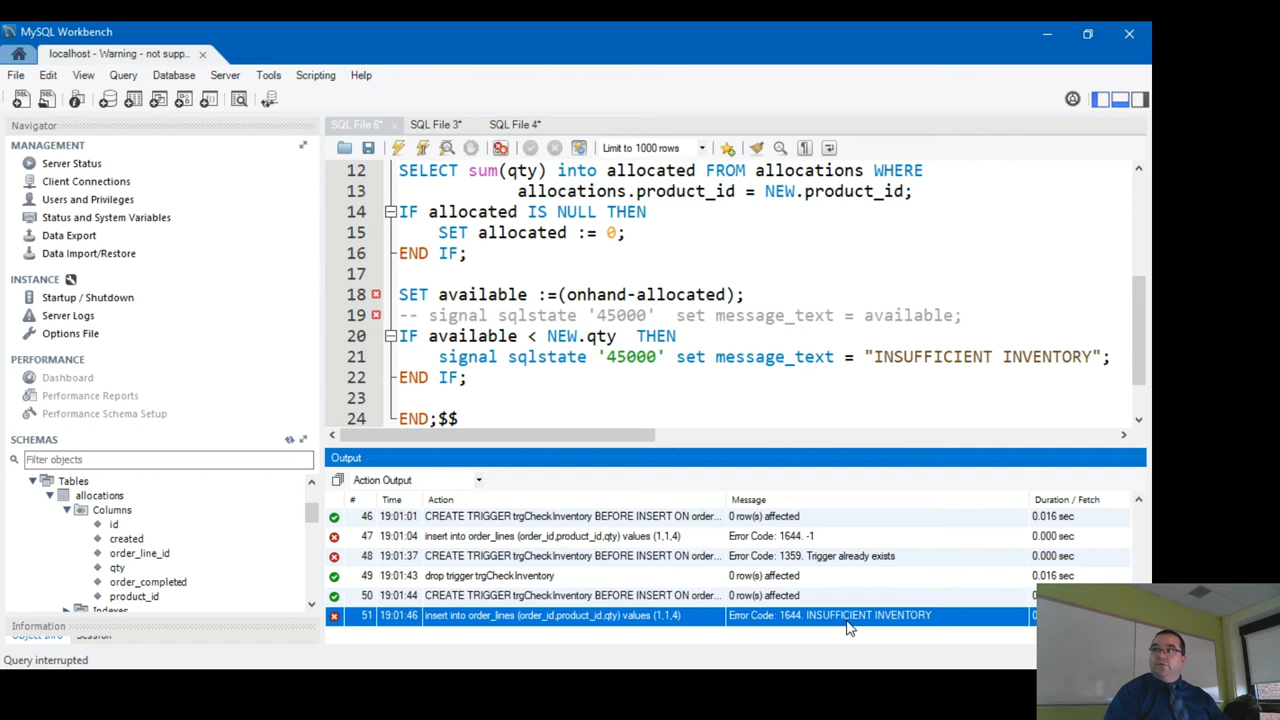 MySQL Workbench
localhost - Warning - not supp...
File Edit View Query Database Server Tools Scripting Help
Navigator
SQL File 6* SQL File 3* SQL File 4*
MANAGEMENT
Server Status
Client Connections
Users and Privileges
Status and System Variables
Data Export
Data Import/Restore
INSTANCE
Startup / Shutdown
Server Logs
Options File
PERFORMANCE
Dashboard
Performance Reports
Performance Schema Setup
SCHEMAS
Filter objects
Tables
allocations
Columns
id
created
order_line_id
qty
order_completed
product_id
Indexes
Information
Object Info Session
Query interrupted
Limit to 1000 rows
12 SELECT sum(qty) into allocated FROM allocations WHERE
13 allocations.product_id = NEW.product_id;
14 IF allocated IS NULL THEN
15 SET allocated := 0;
16 END IF;
17
18 SET available :=(onhand-allocated);
19 -- signal sqlstate '45000' set message_text = available;
20 IF available < NEW.qty THEN
21 signal sqlstate '45000' set message_text = "INSUFFICIENT INVENTORY";
22 END IF;
23
24 END;$$
Output
Action Output
# Time Action Message Duration / Fetch
46 19:01:01 CREATE TRIGGER trgCheckInventory BEFORE INSERT ON order... 0 row(s) affected 0.016 sec
47 19:01:04 insert into order_lines (order_id,product_id,qty) values (1,1,4) Error Code: 1644. -1 0.000 sec
48 19:01:37 CREATE TRIGGER trgCheckInventory BEFORE INSERT ON order... Error Code: 1359. Trigger already exists 0.000 sec
49 19:01:43 drop trigger trgCheckInventory 0 row(s) affected 0.016 sec
50 19:01:44 CREATE TRIGGER trgCheckInventory BEFORE INSERT ON order... 0 row(s) affected
51 19:01:46 insert into order_lines (order_id,product_id,qty) values (1,1,4) Error Code: 1644. INSUFFICIENT INVENTORY